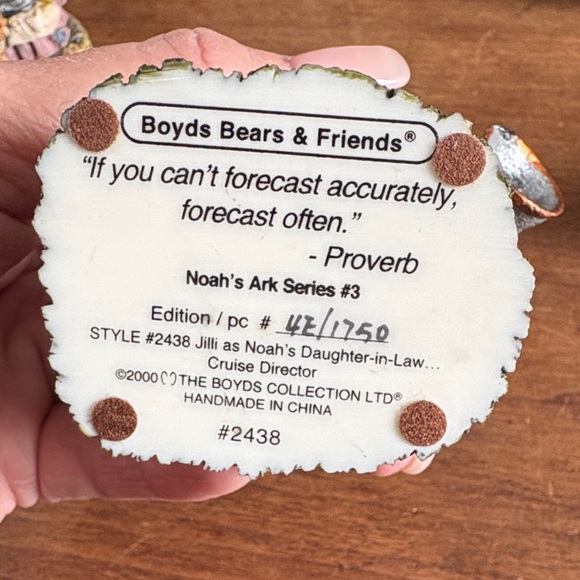 Boyds Bears & Friends®
“If you can’t forecast accurately,
forecast often.”
- Proverb
Noah’s Ark Series #3
Edition / pc # 4E/1750
STYLE #2438 Jilli as Noah’s Daughter-in-Law...
Cruise Director
©2000 THE BOYDS COLLECTION LTD®
HANDMADE IN CHINA
#2438